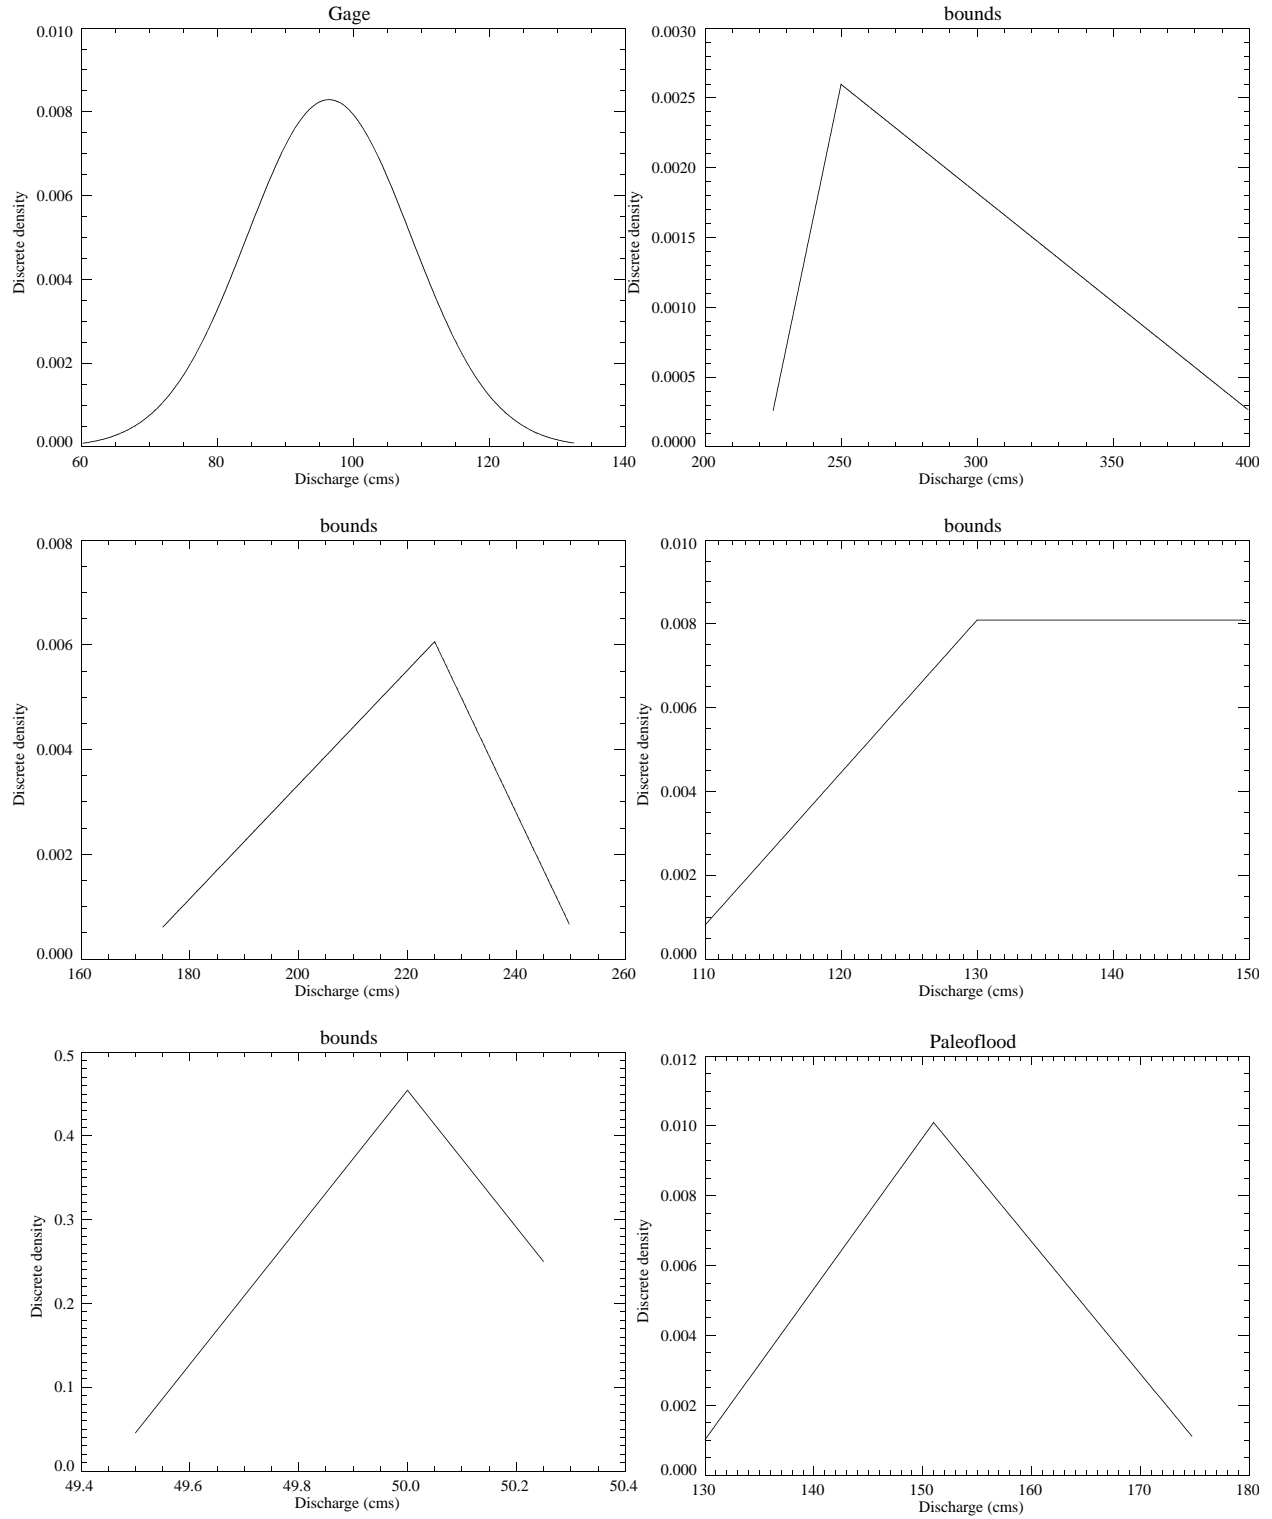 Gage
0.010
0.008
0.006
0.004
0.002
0.000
Discrete density
60 80 100 120 140
Discharge (cms)
bounds
0.0030
0.0025
0.0020
0.0015
0.0010
0.0005
0.0000
Discrete density
200 250 300 350 400
Discharge (cms)
bounds
0.008
0.006
0.004
0.002
0.000
Discrete density
160 180 200 220 240 260
Discharge (cms)
bounds
0.010
0.008
0.006
0.004
0.002
0.000
Discrete density
110 120 130 140 150
Discharge (cms)
bounds
0.5
0.4
0.3
0.2
0.1
0.0
Discrete density
49.4 49.6 49.8 50.0 50.2 50.4
Discharge (cms)
Paleoflood
0.012
0.010
0.008
0.006
0.004
0.002
0.000
Discrete density
130 140 150 160 170 180
Discharge (cms)